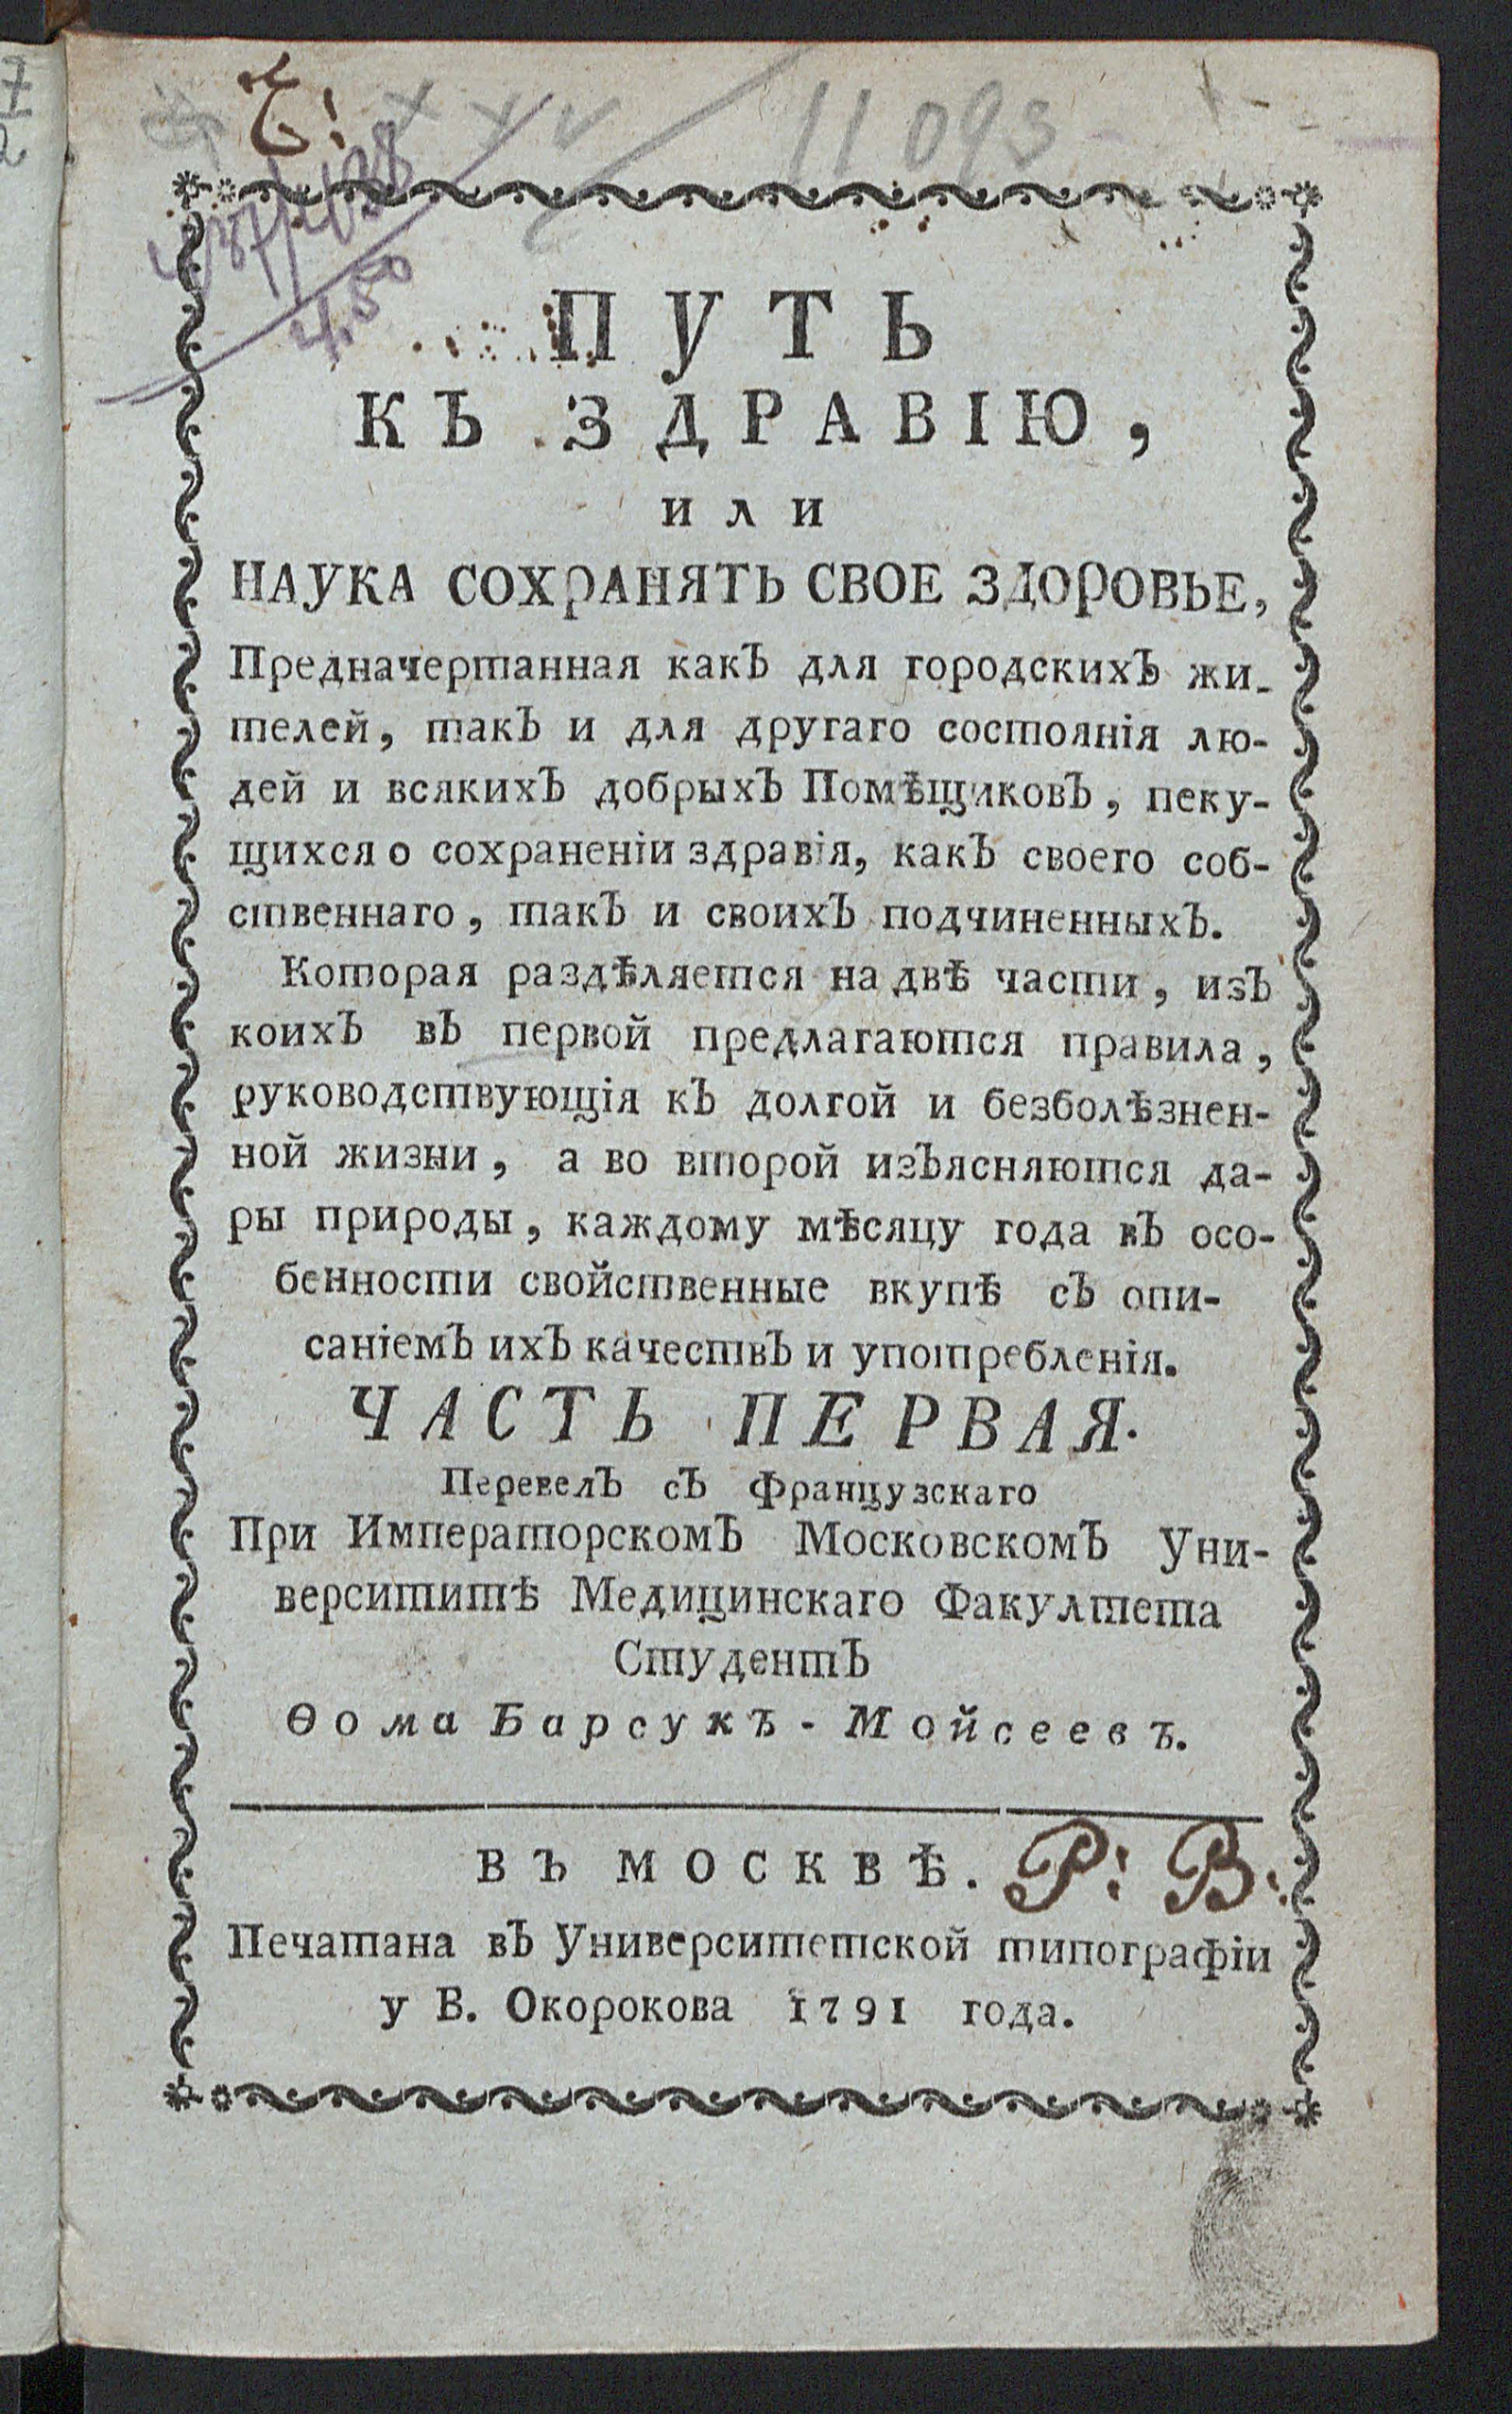 11093
4,50
ПУТЬ
КЪ ЗДРАВІЮ,
или
НАУКА СОХРАНЯТЬ СВОЕ ЗДОРОВЬЕ,
Предначертанная какЪ для городскихЪ жи-
телей, такЪ и для другаго состоянія лю-
дей и всякихЪ добрыхЪ ПомѣщиковЪ, пеку-
щихся о сохраненіи здравія, какЪ своего соб-
ственнаго, такЪ и своихЪ подчиненныхЪ.
Которая раздѣляется на двѣ части, изЪ
коихЪ вЪ первой предлагаются правила,
руководствующія кЪ долгой и безболѣзнен-
ной жизни, а во второй изЪясняются да-
ры природы, каждому мѣсяцу года вЪ осо-
бенности свойственные вкупѣ сЪ опи-
саніемЪ ихЪ качествЪ и употребленія.
ЧАСТЬ ПЕРВАЯ.
ПеревелЪ сЪ французскаго
При ИмператорскомЪ МосковскомЪ Уни-
версититѣ Медицинскаго Факултета
СтудентЪ
Ѳома Барсукъ-Мойсеевъ.
ВЪ МОСКВѢ. Р: В:
Печатана вЪ Университетской типографіи
у В. Окорокова 1791 года.